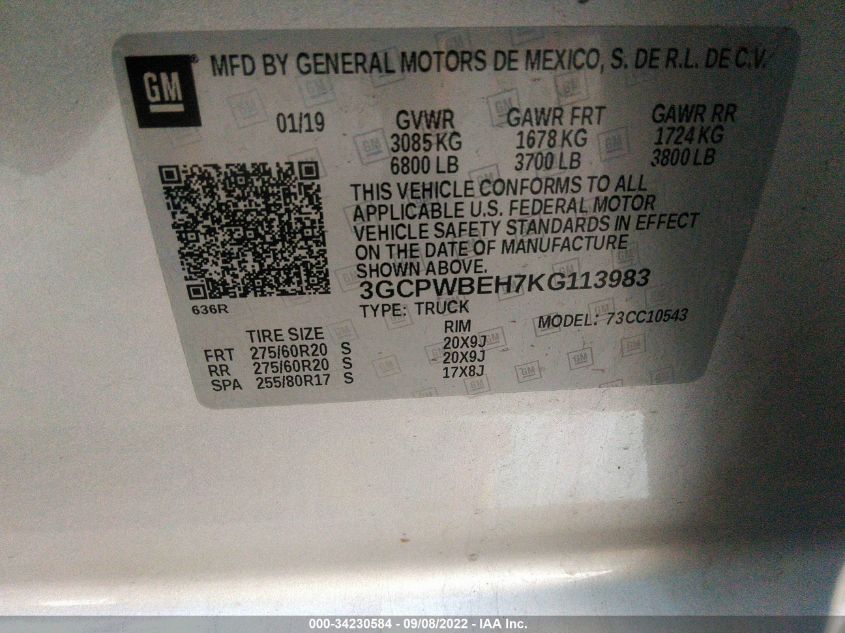 GM
MFD BY GENERAL MOTORS DE MEXICO, S. DE R.L. DE C.V.
01/19
GVWR GAWR FRT GAWR RR
3085 KG 1678 KG 1724 KG
6800 LB 3700 LB 3800 LB
THIS VEHICLE CONFORMS TO ALL
APPLICABLE U.S. FEDERAL MOTOR
VEHICLE SAFETY STANDARDS IN EFFECT
ON THE DATE OF MANUFACTURE
SHOWN ABOVE.
636R
3GCPWBEH7KG113983
TYPE: TRUCK MODEL: 73CC10543
TIRE SIZE RIM
FRT 275/60R20 S 20X9J
RR 275/60R20 S 20X9J
SPA 255/80R17 S 17X8J
000-34230584 - 09/08/2022 - IAA Inc.